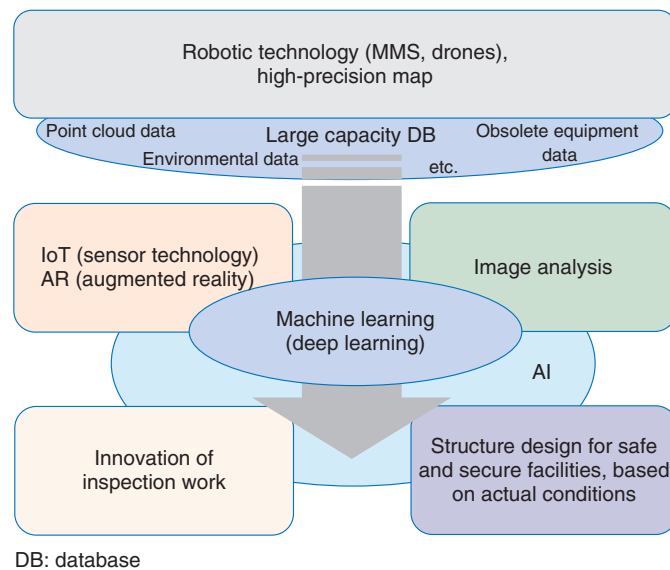 Robotic technology (MMS, drones),
high-precision map
Point cloud data
Large capacity DB
Obsolete equipment
data
Environmental data
etc.
IoT (sensor technology)
AR (augmented reality)
Image analysis
Machine learning
(deep learning)
AI
Innovation of
inspection work
Structure design for safe
and secure facilities, based
on actual conditions
DB: database